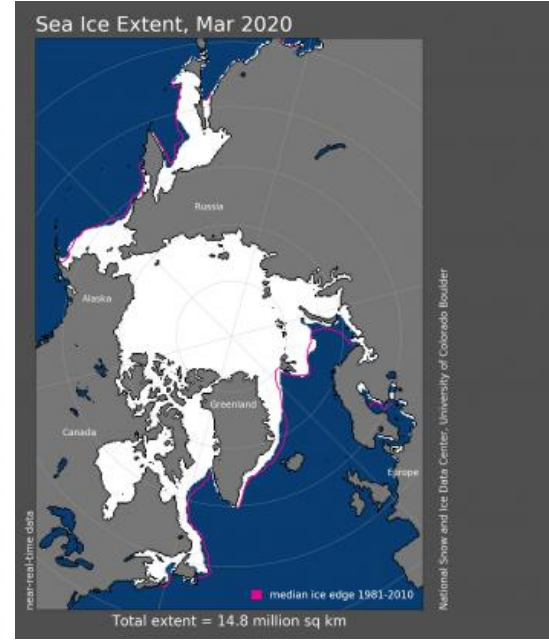 Sea Ice Extent, Mar 2020
Russia
Alaska
Greenland
Canada
Europe
near-real-time data
National Snow and Ice Data Center, University of Colorado Boulder
median ice edge 1981-2010
Total extent = 14.8 million sq km